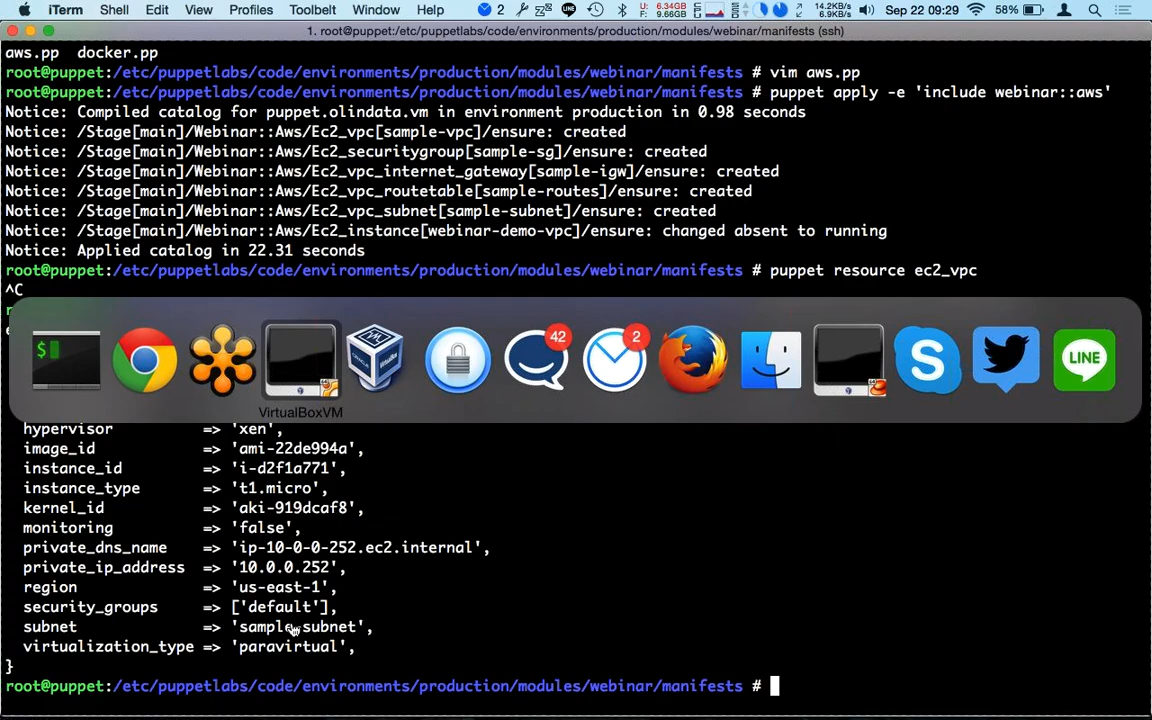 iTerm Shell Edit View Profiles Toolbelt Window Help 2 U: 6.34GB F: 9.66GB 14.2KB/s 6.9KB/s Sep 22 09:29 58%
1. root@puppet:/etc/puppetlabs/code/environments/production/modules/webinar/manifests (ssh)
aws.pp docker.pp
root@puppet:/etc/puppetlabs/code/environments/production/modules/webinar/manifests # vim aws.pp
root@puppet:/etc/puppetlabs/code/environments/production/modules/webinar/manifests # puppet apply -e 'include webinar::aws'
Notice: Compiled catalog for puppet.olindata.vm in environment production in 0.98 seconds
Notice: /Stage[main]/Webinar::Aws/Ec2_vpc[sample-vpc]/ensure: created
Notice: /Stage[main]/Webinar::Aws/Ec2_securitygroup[sample-sg]/ensure: created
Notice: /Stage[main]/Webinar::Aws/Ec2_vpc_internet_gateway[sample-igw]/ensure: created
Notice: /Stage[main]/Webinar::Aws/Ec2_vpc_routetable[sample-routes]/ensure: created
Notice: /Stage[main]/Webinar::Aws/Ec2_vpc_subnet[sample-subnet]/ensure: created
Notice: /Stage[main]/Webinar::Aws/Ec2_instance[webinar-demo-vpc]/ensure: changed absent to running
Notice: Applied catalog in 22.31 seconds
root@puppet:/etc/puppetlabs/code/environments/production/modules/webinar/manifests # puppet resource ec2_vpc
^C
$ 42 2 LINE
VirtualBoxVM
hypervisor => 'xen',
image_id => 'ami-22de994a',
instance_id => 'i-d2f1a771',
instance_type => 't1.micro',
kernel_id => 'aki-919dcaf8',
monitoring => 'false',
private_dns_name => 'ip-10-0-0-252.ec2.internal',
private_ip_address => '10.0.0.252',
region => 'us-east-1',
security_groups => ['default'],
subnet => 'sample-subnet',
virtualization_type => 'paravirtual',
}
root@puppet:/etc/puppetlabs/code/environments/production/modules/webinar/manifests #